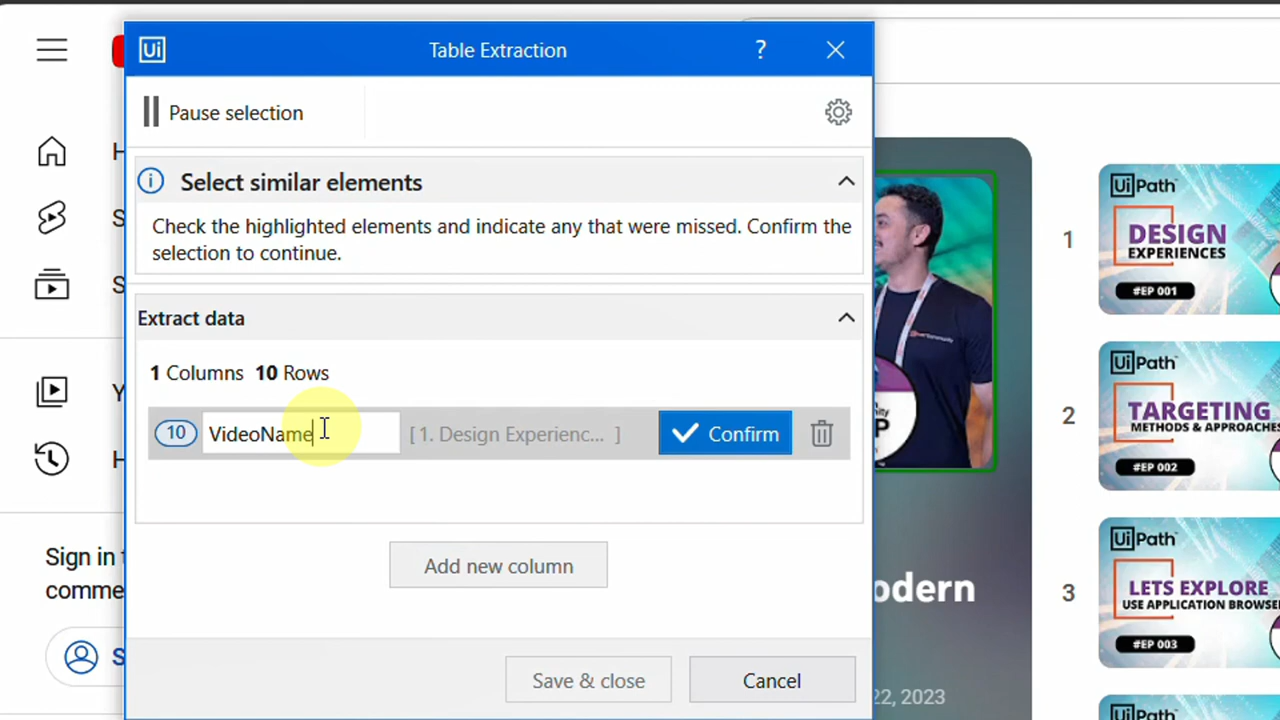 Ui Table Extraction ?
Pause selection
Select similar elements
Check the highlighted elements and indicate any that were missed. Confirm the
selection to continue.
Extract data
1 Columns 10 Rows
10 VideoName [ 1. Design Experienc... ] Confirm
Add new column
Save & close Cancel
H
S
S
Y
H
Sign in
comme
S
odern
22, 2023
1
UiPath
DESIGN
EXPERIENCES
#EP 001
2
UiPath
TARGETING
METHODS & APPROACHES
#EP 002
3
UiPath
LETS EXPLORE
USE APPLICATION BROWSE
#EP 003
UiPath